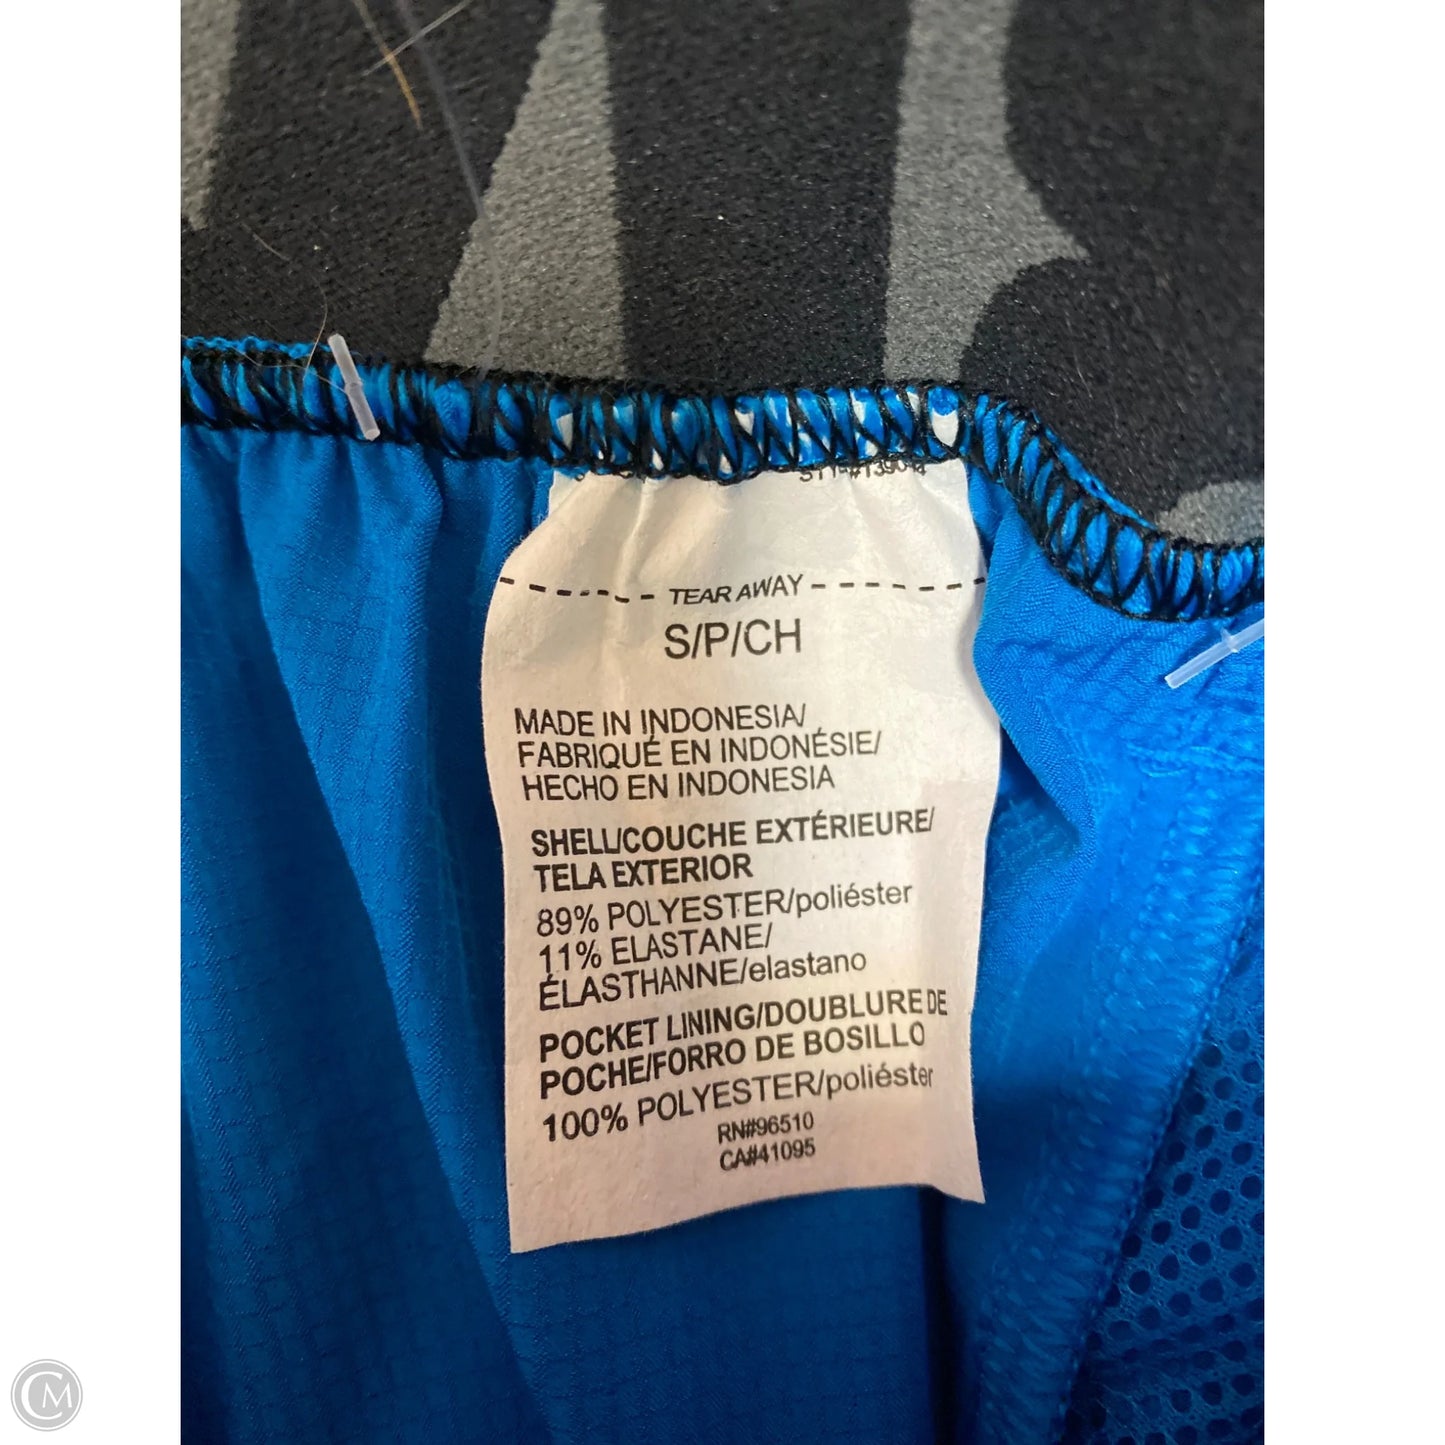 TEAR AWAY
S/P/CH
MADE IN INDONESIA/
FABRIQUÉ EN INDONÉSIE/
HECHO EN INDONESIA
SHELL/COUCHE EXTÉRIEURE/
TELA EXTERIOR
89% POLYESTER/poliéster
11% ELASTANE/
ÉLASTHANNE/elastano
POCKET LINING/DOUBLURE DE
POCHE/FORRO DE BOSILLO
100% POLYESTER/poliéster
RN#96510
CA#41095
CM